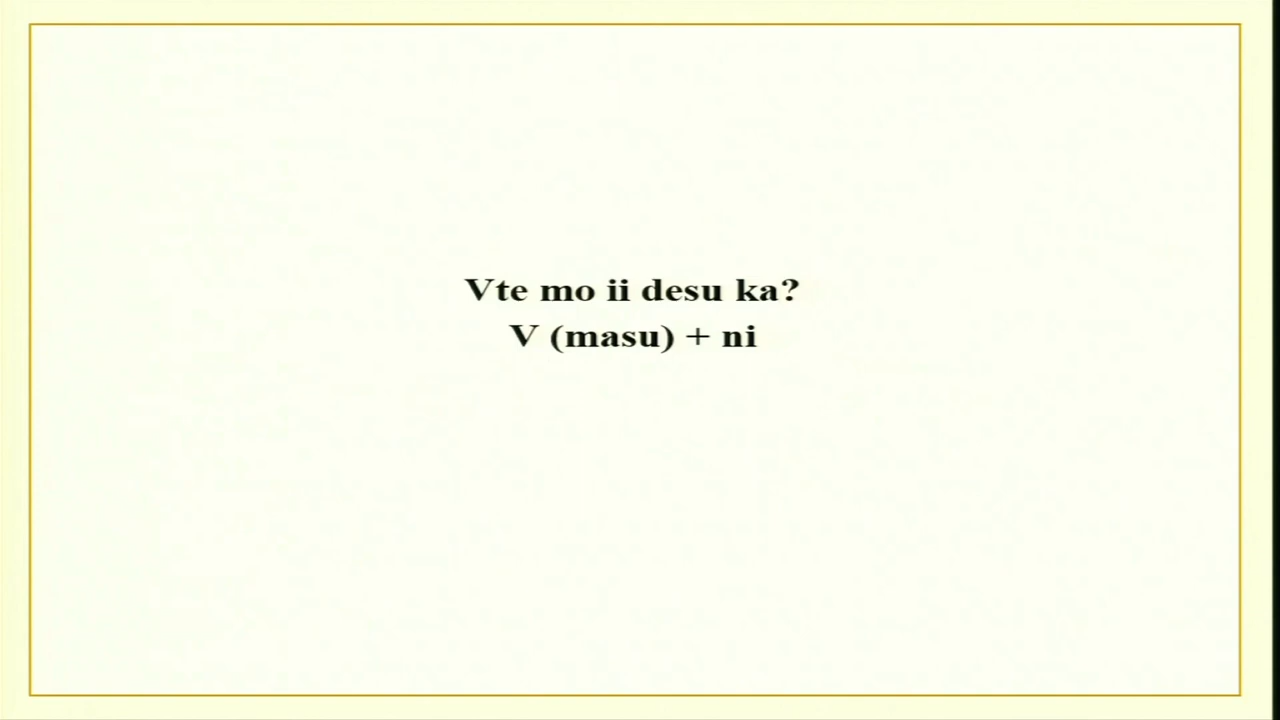 Vte mo ii desu ka?
V (masu) + ni